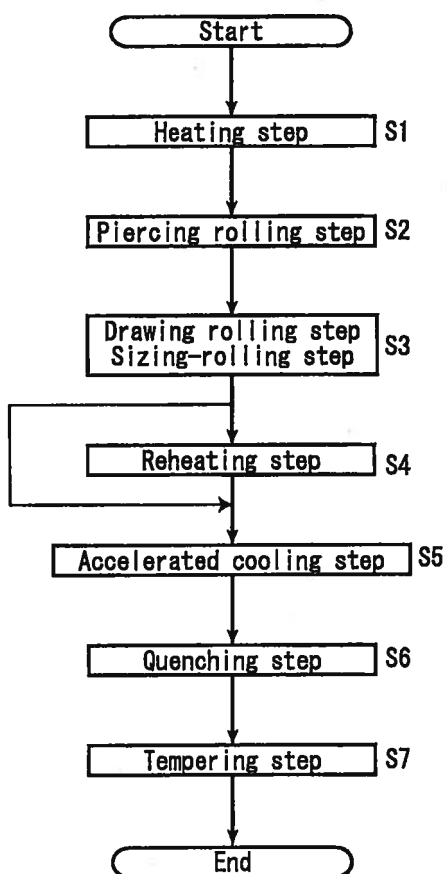 Start
Heating step S1
Piercing rolling step S2
Drawing rolling step
Sizing-rolling step S3
Reheating step S4
Accelerated cooling step S5
Quenching step S6
Tempering step S7
End